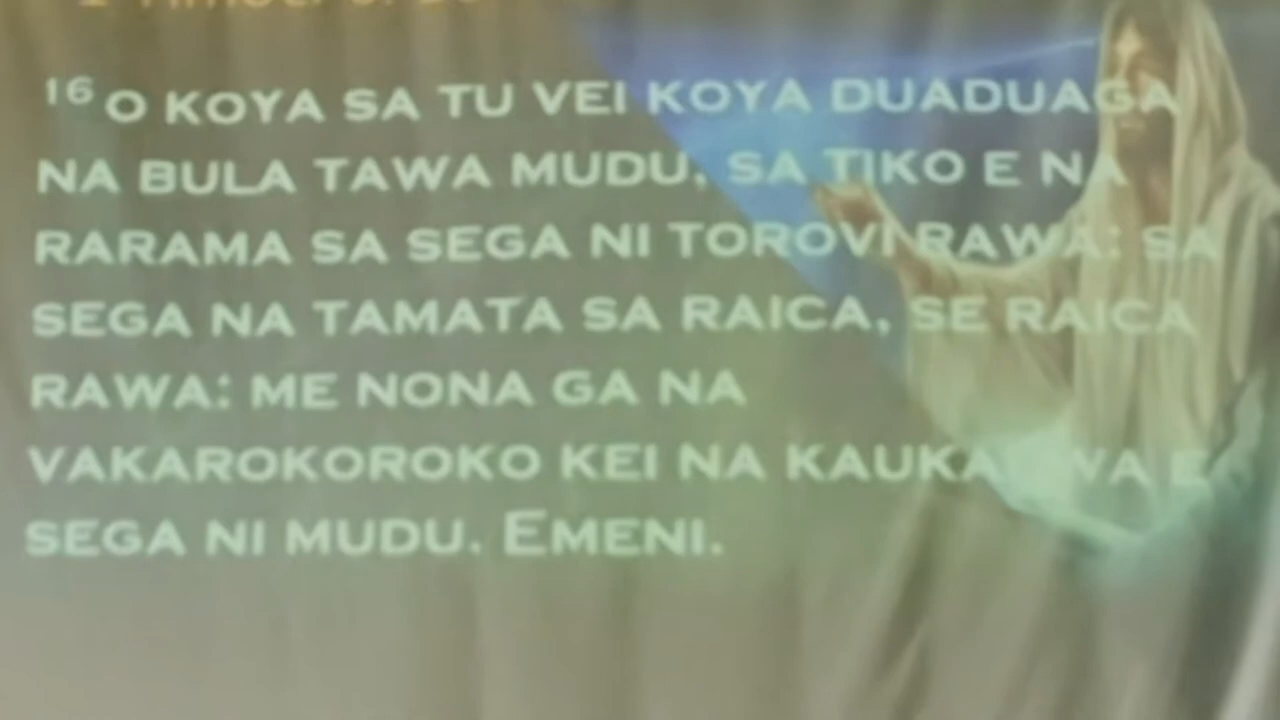 16 O KOYA SA TU VEI KOYA DUADUAGA
NA BULA TAWA MUDU, SA TIKO E NA
RARAMA SA SEGA NI TOROVI RAWA: SA
SEGA NA TAMATA SA RAICA, SE RAICA
RAWA: ME NONA GA NA
VAKAROKOROKO KEI NA E
SEGA NI MUDU. EMENI.